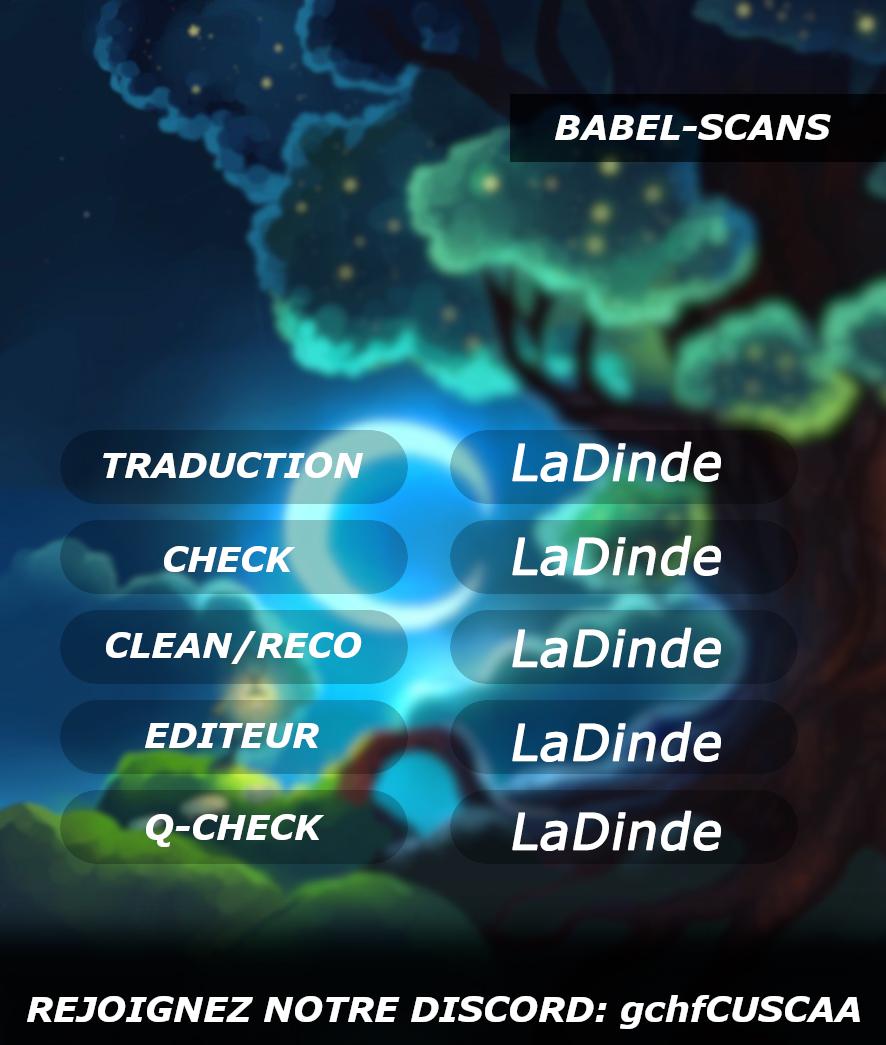 BABEL-SCANS
TRADUCTION LaDinde
CHECK LaDinde
CLEAN/RECO LaDinde
EDITEUR LaDinde
Q-CHECK LaDinde
REJOIGNEZ NOTRE DISCORD: gchfCUSCAA